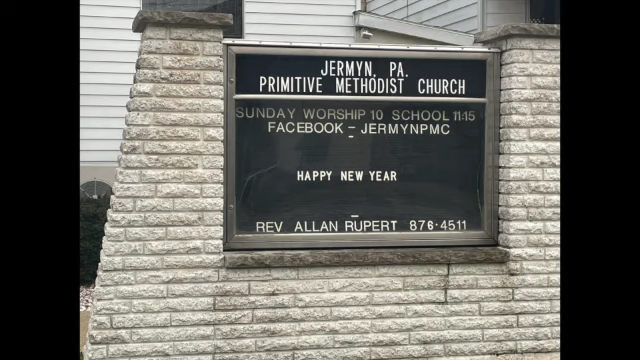 JERMYN, PA.
PRIMITIVE METHODIST CHURCH
SUNDAY WORSHIP 10 SCHOOL 11:15
FACEBOOK - JERMYNPMC
HAPPY NEW YEAR
REV ALLAN RUPERT 876·4511